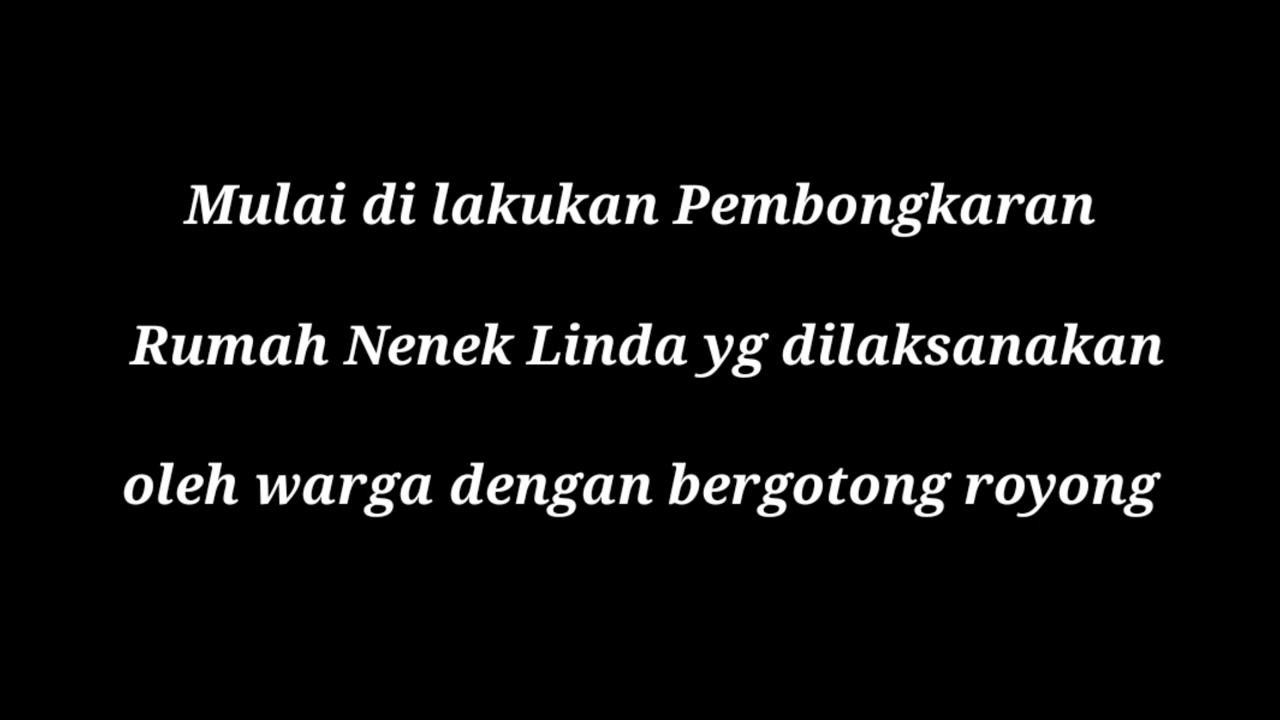 Mulai di lakukan Pembongkaran
Rumah Nenek Linda yg dilaksanakan
oleh warga dengan bergotong royong